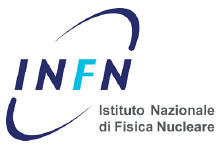 INFN
Istituto Nazionale
di Fisica Nucleare